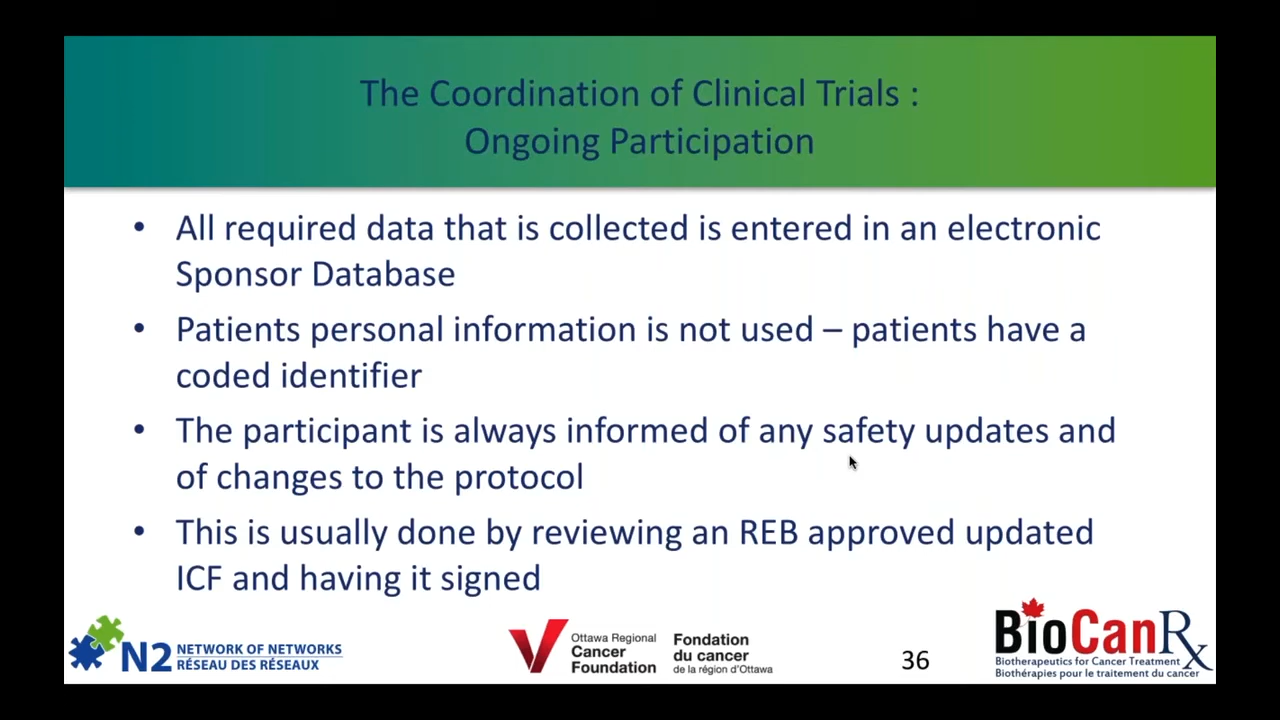 The Coordination of Clinical Trials :
Ongoing Participation
• All required data that is collected is entered in an electronic
Sponsor Database
• Patients personal information is not used – patients have a
coded identifier
• The participant is always informed of any safety updates and
of changes to the protocol
• This is usually done by reviewing an REB approved updated
ICF and having it signed
N2 NETWORK OF NETWORKS
RÉSEAU DES RÉSEAUX
Ottawa Regional
Cancer
Foundation
Fondation
du cancer
de la région d'Ottawa
36
BioCanRx
Biotherapeutics for Cancer Treatment
Biothérapies pour le traitement du cancer